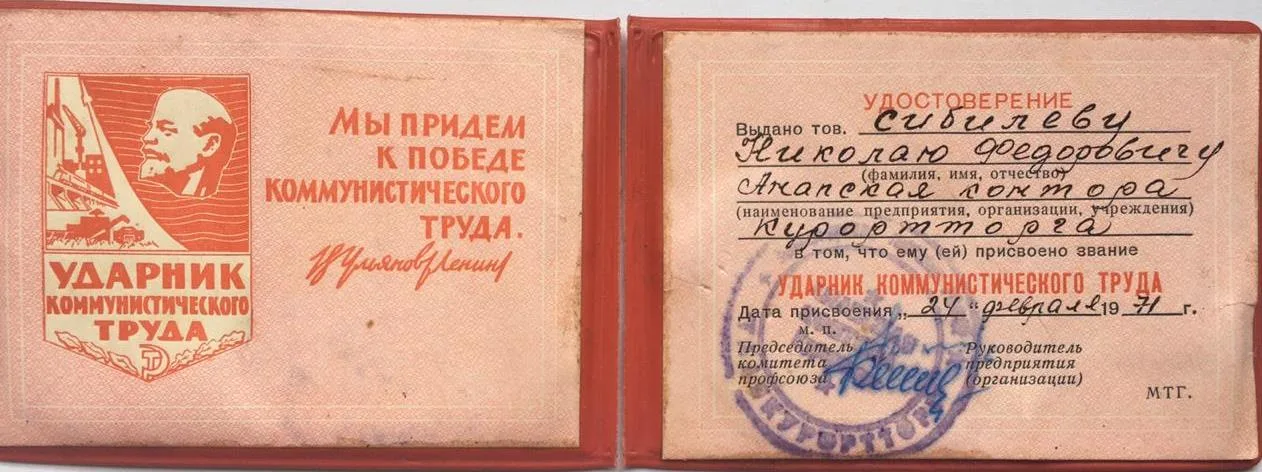 УДАРНИК
КОММУНИСТИЧЕСКОГО
ТРУДА
МЫ ПРИДЕМ
К ПОБЕДЕ
КОММУНИСТИЧЕСКОГО
ТРУДА.
В Ульянов (Ленин)
УДОСТОВЕРЕНИЕ
Выдано тов. Сибилеву
Николаю Федоровичу
(фамилия, имя, отчество)
Анапская контора
(наименование предприятия, организации, учреждения)
Курортторга
в том, что ему (ей) присвоено звание
УДАРНИК КОММУНИСТИЧЕСКОГО ТРУДА
Дата присвоения „24“ февраля 1971 г.
м. п.
Председатель Руководитель
комитета предприятия
профсоюза (организации)
МТГ.
КУРОРТТОР